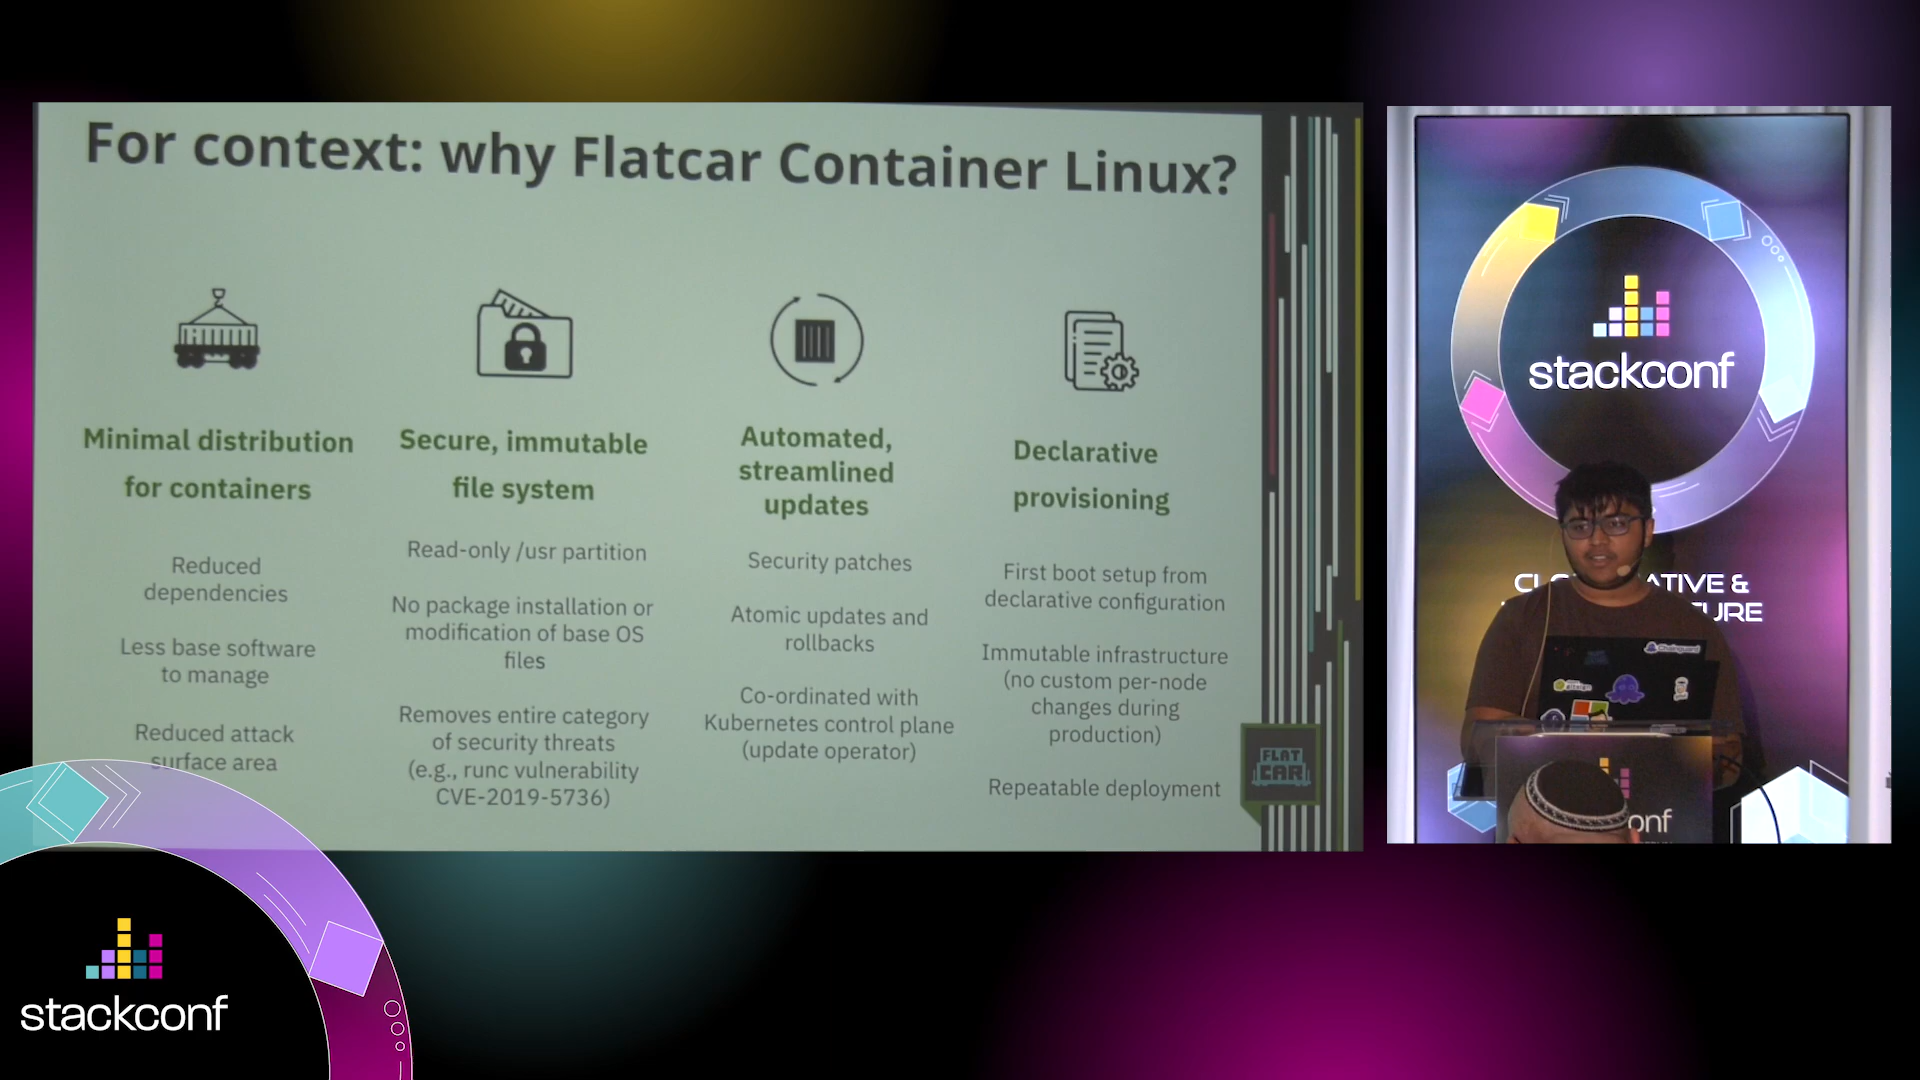 For context: why Flatcar Container Linux?
Minimal distribution
for containers
Reduced
dependencies
Less base software
to manage
Reduced attack
surface area
Secure, immutable
file system
Read-only /usr partition
No package installation or
modification of base OS
files
Removes entire category
of security threats
(e.g., runc vulnerability
CVE-2019-5736)
Automated,
streamlined
updates
Security patches
Atomic updates and
rollbacks
Co-ordinated with
Kubernetes control plane
(update operator)
Declarative
provisioning
First boot setup from
declarative configuration
Immutable infrastructure
(no custom per-node
changes during
production)
Repeatable deployment
FLAT
CAR
stackconf
&
Chainguard
onf
stackconf